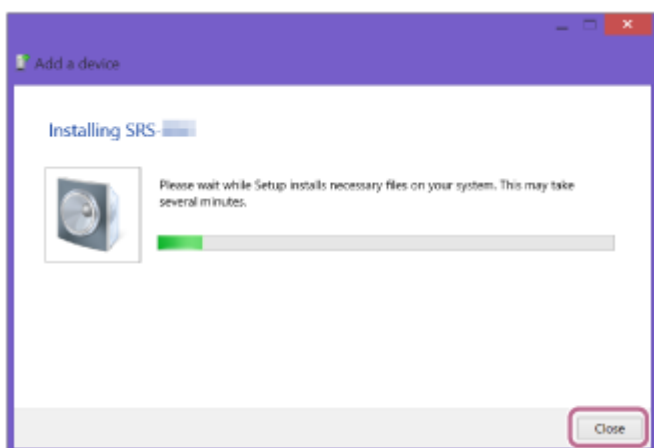 Add a device
Installing SRS-
Please wait while Setup installs necessary files on your system. This may take
several minutes.
Close